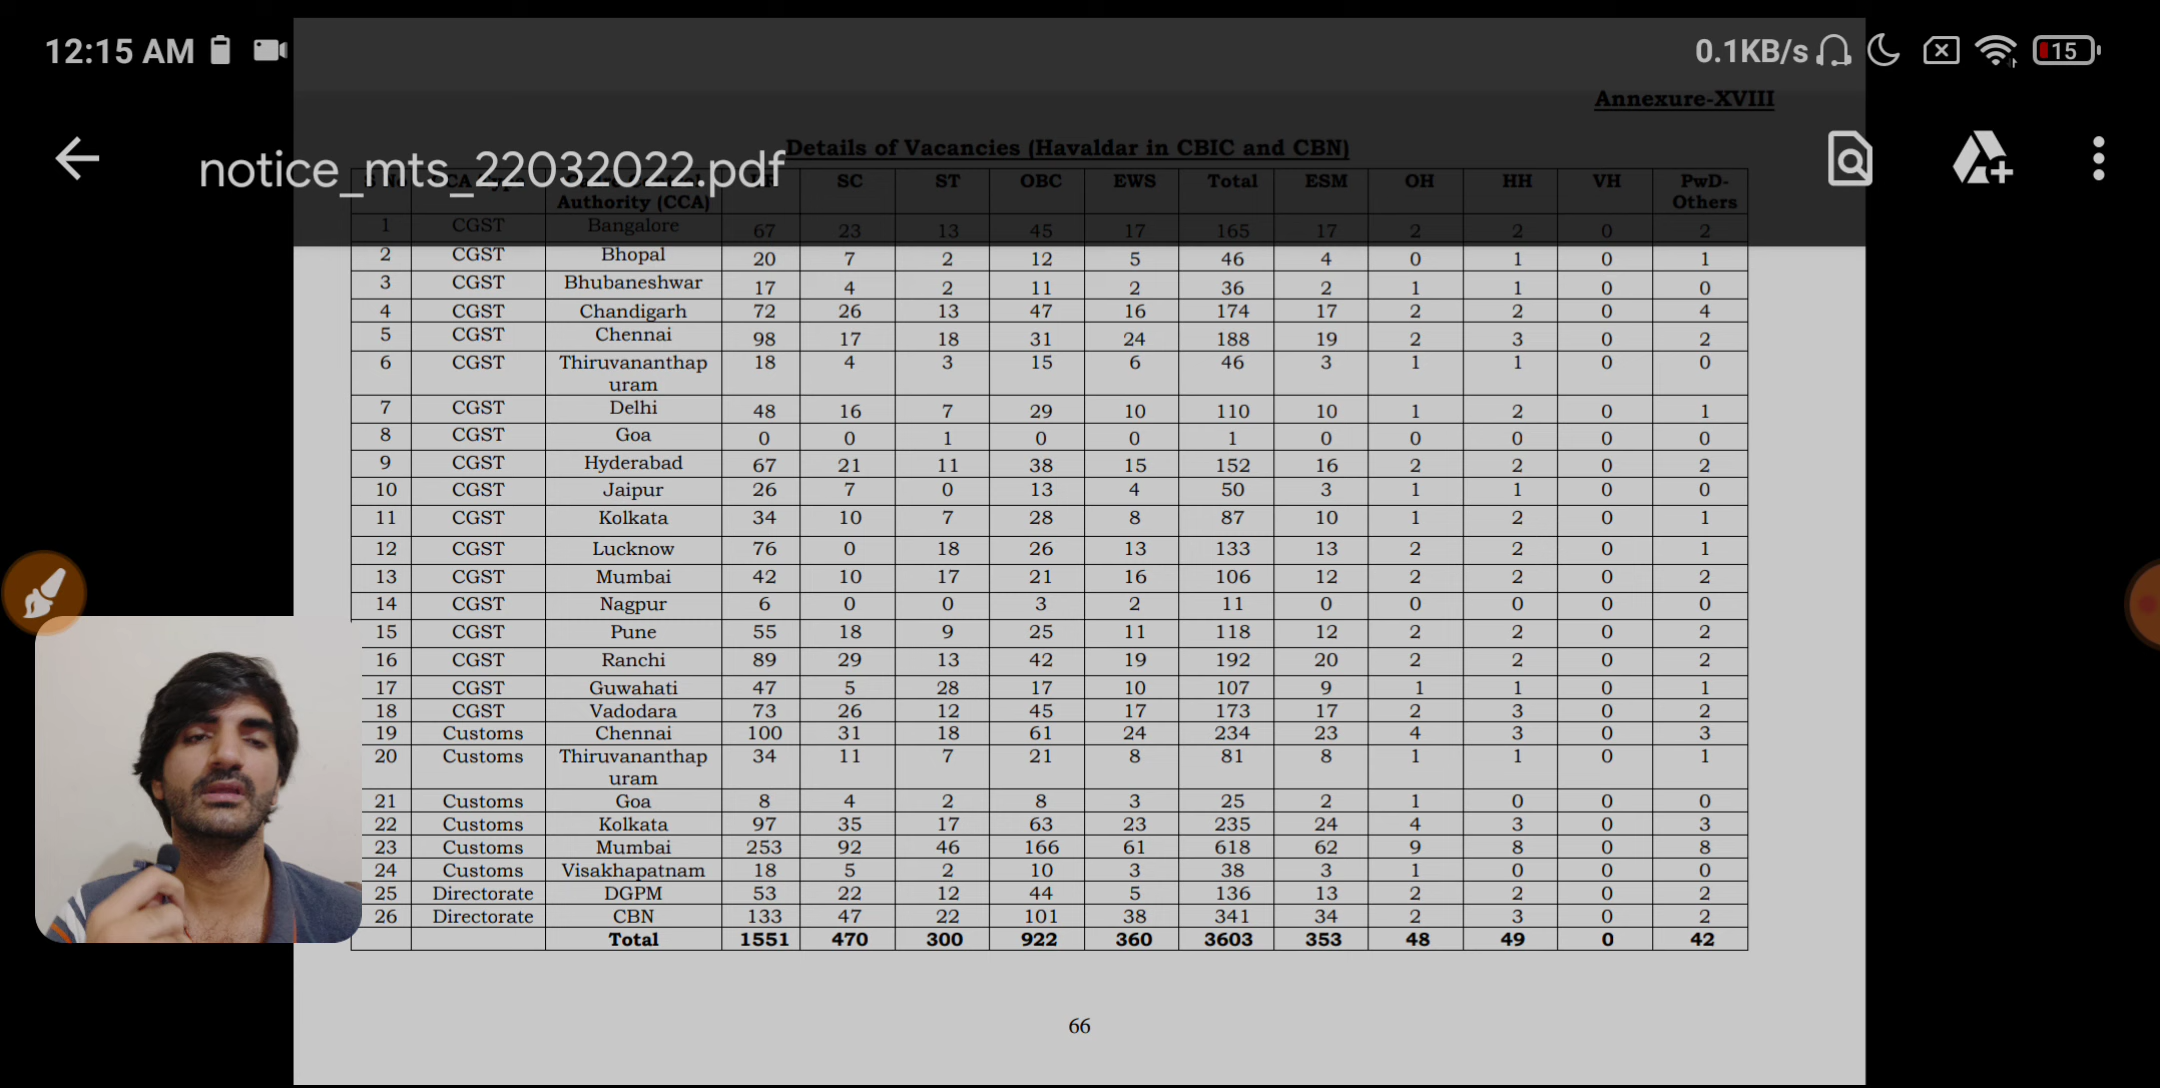 12:15 AM 0.1KB/s 15
Annexure-XVIII
notice_mts_22032022.pdf
Details of Vacancies (Havaldar in CBIC and CBN)
SC ST OBC EWS Total ESM OH HH VH PwD-
Authority (CCA) Others
1 CGST Bangalore 67 23 13 45 17 165 17 2 2 0 2
2 CGST Bhopal 20 7 2 12 5 46 4 0 1 0 1
3 CGST Bhubaneshwar 17 4 2 11 2 36 2 1 1 0 0
4 CGST Chandigarh 72 26 13 47 16 174 17 2 2 0 4
5 CGST Chennai 98 17 18 31 24 188 19 2 3 0 2
6 CGST Thiruvananthap 18 4 3 15 6 46 3 1 1 0 0
uram
7 CGST Delhi 48 16 7 29 10 110 10 1 2 0 1
8 CGST Goa 0 0 1 0 0 1 0 0 0 0 0
9 CGST Hyderabad 67 21 11 38 15 152 16 2 2 0 2
10 CGST Jaipur 26 7 0 13 4 50 3 1 1 0 0
11 CGST Kolkata 34 10 7 28 8 87 10 1 2 0 1
12 CGST Lucknow 76 0 18 26 13 133 13 2 2 0 1
13 CGST Mumbai 42 10 17 21 16 106 12 2 2 0 2
14 CGST Nagpur 6 0 0 3 2 11 0 0 0 0 0
15 CGST Pune 55 18 9 25 11 118 12 2 2 0 2
16 CGST Ranchi 89 29 13 42 19 192 20 2 2 0 2
17 CGST Guwahati 47 5 28 17 10 107 9 1 1 0 1
18 CGST Vadodara 73 26 12 45 17 173 17 2 3 0 2
19 Customs Chennai 100 31 18 61 24 234 23 4 3 0 3
20 Customs Thiruvananthap 34 11 7 21 8 81 8 1 1 0 1
uram
21 Customs Goa 8 4 2 8 3 25 2 1 0 0 0
22 Customs Kolkata 97 35 17 63 23 235 24 4 3 0 3
23 Customs Mumbai 253 92 46 166 61 618 62 9 8 0 8
24 Customs Visakhapatnam 18 5 2 10 3 38 3 1 0 0 0
25 Directorate DGPM 53 22 12 44 5 136 13 2 2 0 2
26 Directorate CBN 133 47 22 101 38 341 34 2 3 0 2
Total 1551 470 300 922 360 3603 353 48 49 0 42
66